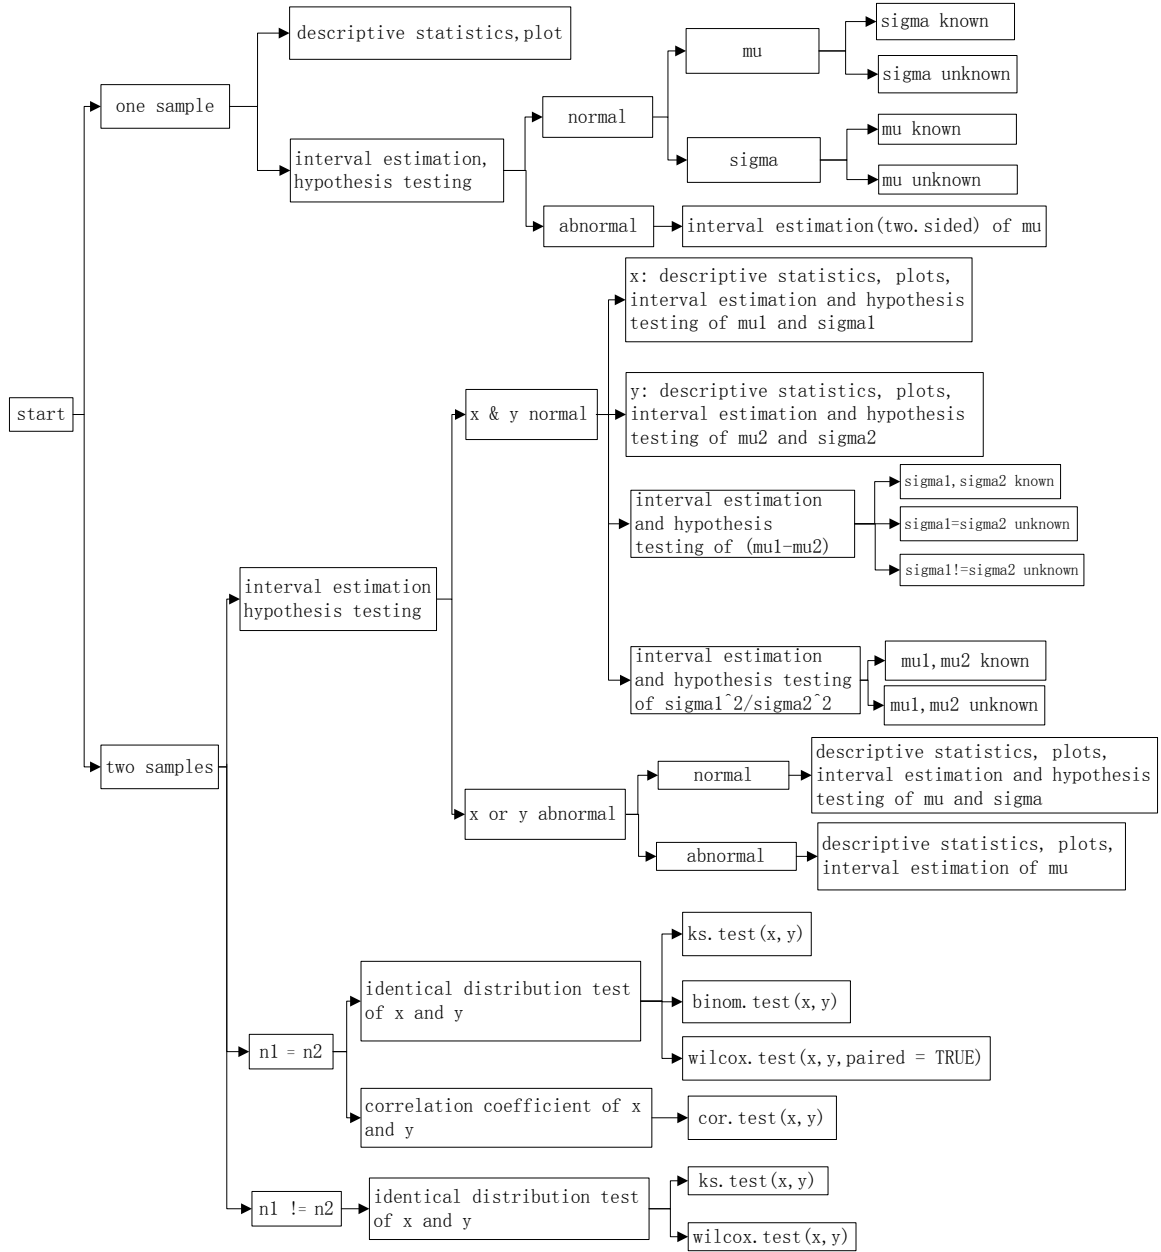 descriptive statistics,plot
one sample
interval estimation,
hypothesis testing
normal
mu
sigma known
sigma unknown
sigma
mu known
mu unknown
abnormal
interval estimation(two.sided) of mu
start
x: descriptive statistics, plots,
interval estimation and hypothesis
testing of mu1 and sigma1
x & y normal
y: descriptive statistics, plots,
interval estimation and hypothesis
testing of mu2 and sigma2
interval estimation
and hypothesis
testing of (mu1-mu2)
sigma1,sigma2 known
sigma1=sigma2 unknown
sigma1!=sigma2 unknown
interval estimation
hypothesis testing
interval estimation
and hypothesis testing
of sigma1^2/sigma2^2
mu1,mu2 known
mu1,mu2 unknown
two samples
x or y abnormal
normal
descriptive statistics, plots,
interval estimation and hypothesis
testing of mu and sigma
abnormal
descriptive statistics, plots,
interval estimation of mu
n1 = n2
identical distribution test
of x and y
ks.test(x,y)
binom.test(x,y)
wilcox.test(x,y,paired = TRUE)
correlation coefficient of x
and y
cor.test(x,y)
n1 != n2
identical distribution test
of x and y
ks.test(x,y)
wilcox.test(x,y)